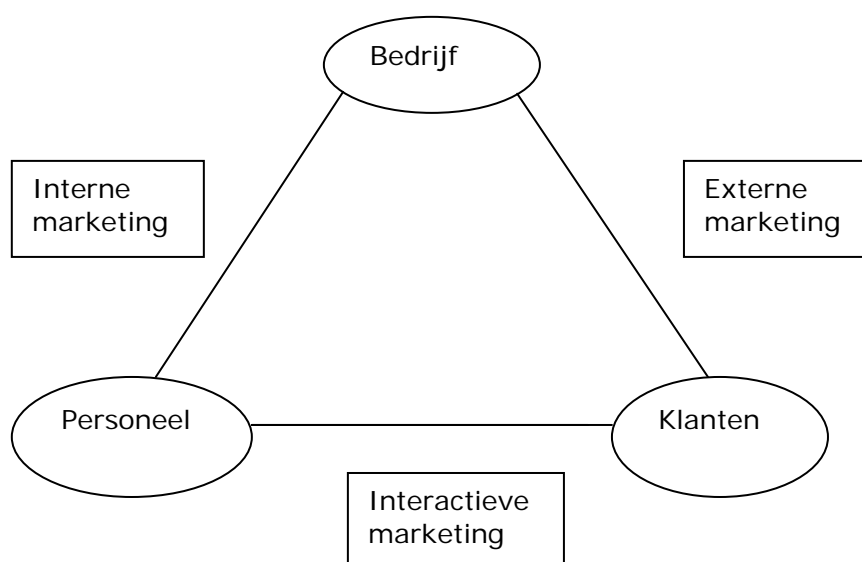 Bedrijf
Interne
marketing
Externe
marketing
Personeel
Klanten
Interactieve
marketing